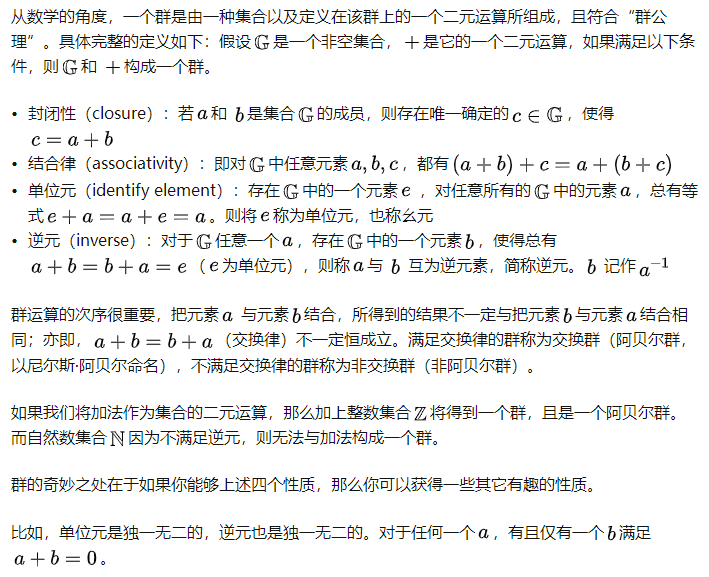 从数学的角度，一个群是由一种集合以及定义在该群上的一个二元运算所组成，且符合“群公
理”。具体完整的定义如下：假设 𝔾 是一个非空集合，+ 是它的一个二元运算，如果满足以下条
件，则 𝔾 和 + 构成一个群。
• 封闭性（closure）：若 a 和 b 是集合 𝔾 的成员，则存在唯一确定的 c ∈ 𝔾，使得
c = a + b
• 结合律（associativity）：即对 𝔾 中任意元素 a, b, c，都有 (a + b) + c = a + (b + c)
• 单位元（identify element）：存在 𝔾 中的一个元素 e ，对任意所有的 𝔾 中的元素 a，总有等
式 e + a = a + e = a。则将 e 称为单位元，也称幺元
• 逆元（inverse）：对于 𝔾 任意一个 a，存在 𝔾 中的一个元素 b，使得总有
a + b = b + a = e（e 为单位元），则称 a 与 b 互为逆元素，简称逆元。b 记作 a⁻¹
群运算的次序很重要，把元素 a 与元素 b 结合，所得到的结果不一定与把元素 b 与元素 a 结合相
同；亦即，a + b = b + a（交换律）不一定恒成立。满足交换律的群称为交换群（阿贝尔群，
以尼尔斯·阿贝尔命名），不满足交换律的群称为非交换群（非阿贝尔群）。
如果我们将加法作为集合的二元运算，那么加上整数集合 ℤ 将得到一个群，且是一个阿贝尔群。
而自然数集合 ℕ 因为不满足逆元，则无法与加法构成一个群。
群的奇妙之处在于如果你能够上述四个性质，那么你可以获得一些其它有趣的性质。
比如，单位元是独一无二的，逆元也是独一无二的。对于任何一个 a，有且仅有一个 b 满足
a + b = 0。